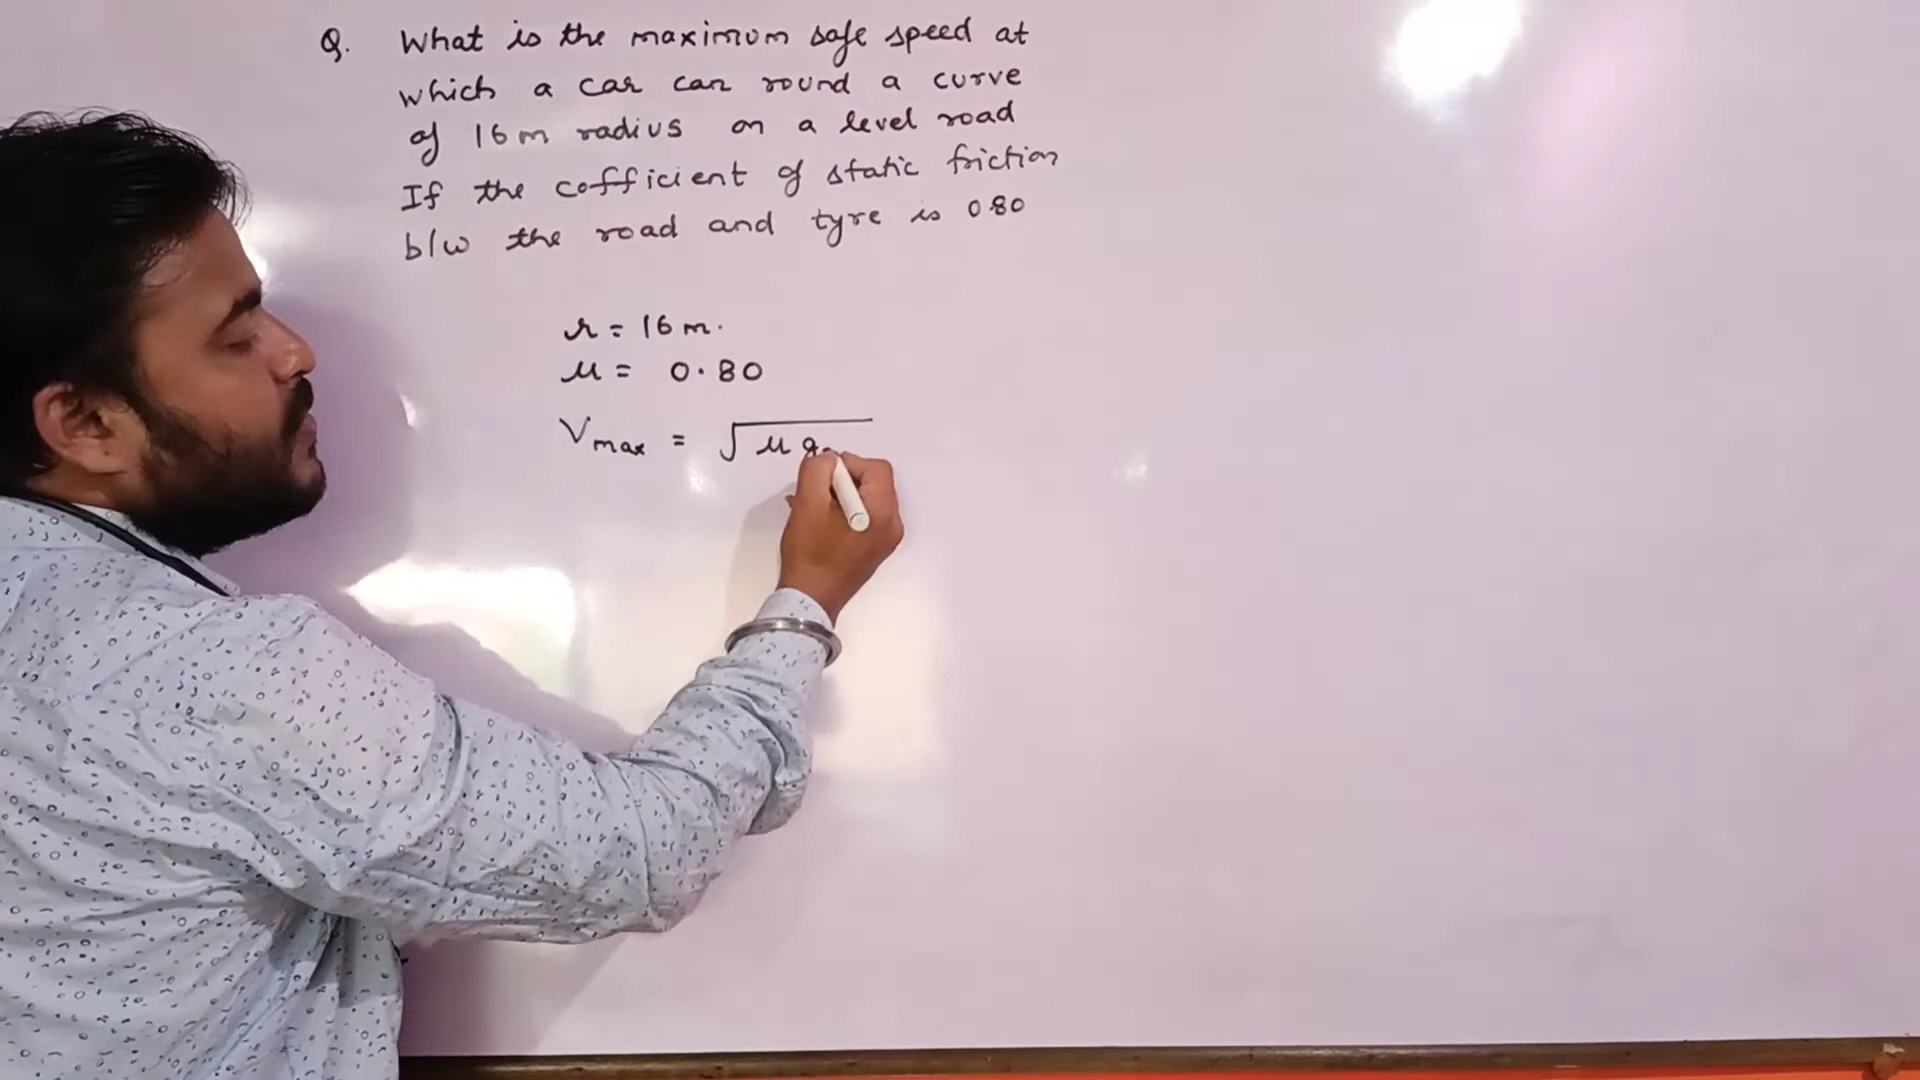 Q. What is the maximum safe speed at
which a car can round a curve
of 16m radius on a level road
If the cofficient of static friction
b/w the road and tyre is 0.80
r = 16 m.
μ = 0.80
Vmax = √μ g